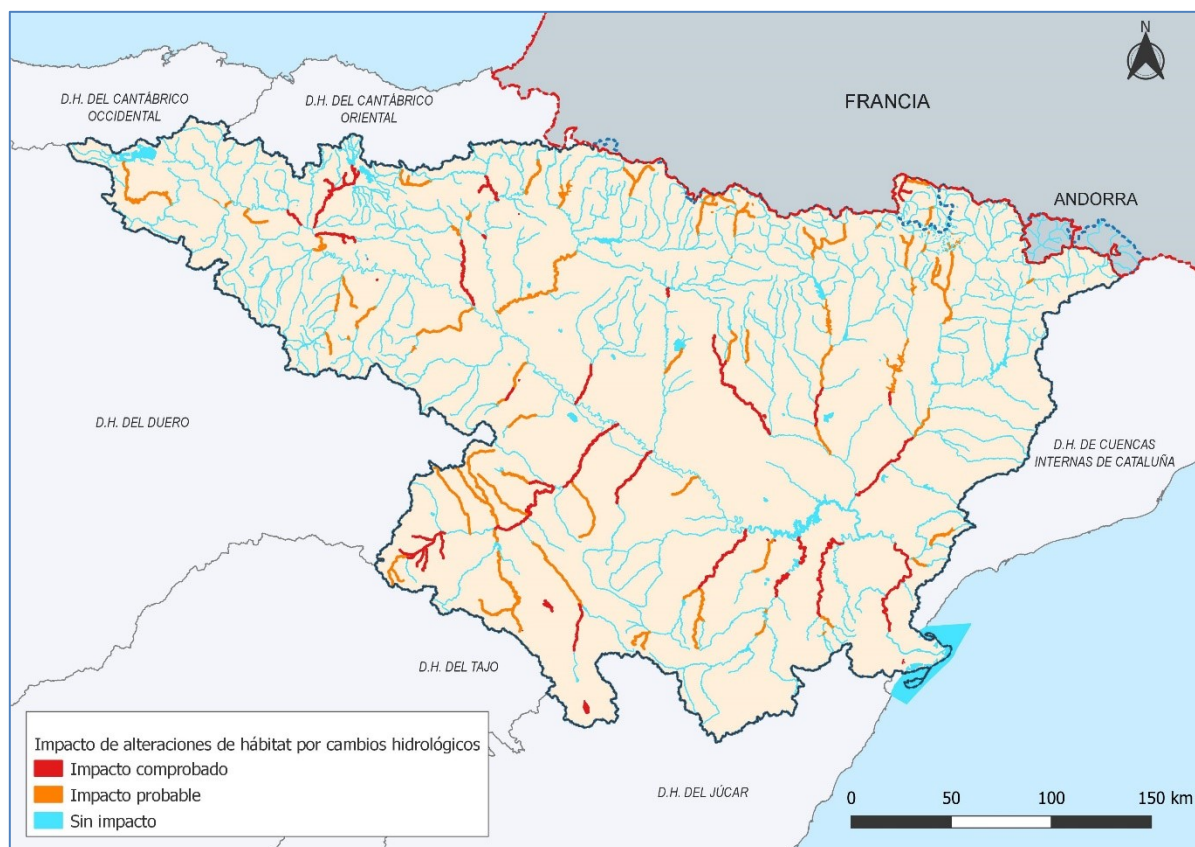 N
D.H. DEL CANTÁBRICO
OCCIDENTAL
D.H. DEL CANTÁBRICO
ORIENTAL
FRANCIA
ANDORRA
D.H. DEL DUERO
D.H. DE CUENCAS
INTERNAS DE CATALUÑA
D.H. DEL TAJO
D.H. DEL JÚCAR
Impacto de alteraciones de hábitat por cambios hidrológicos
Impacto comprobado
Impacto probable
Sin impacto
0 50 100 150 km